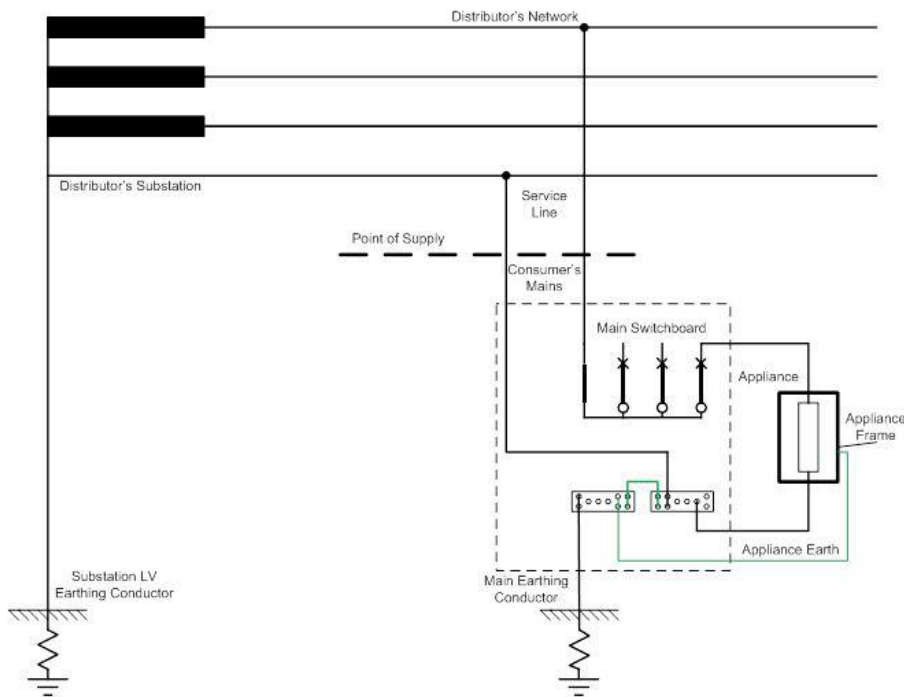 Distributor's Network
Distributor's Substation
Service
Line
Point of Supply
Consumer's
Mains
Main Switchboard
Appliance
Appliance
Frame
Appliance Earth
Substation LV
Earthing Conductor
Main Earthing
Conductor